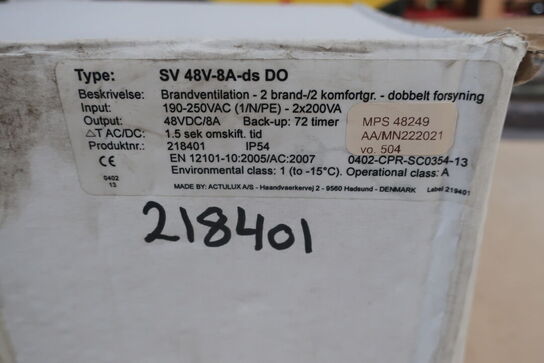 Type: SV 48V-8A-ds DO
Beskrivelse: Brandventilation - 2 brand-/2 komfortgr. - dobbelt forsyning
Input: 190-250VAC (1/N/PE) - 2x200VA
Output: 48VDC/8A Back-up: 72 timer
△T AC/DC: 1.5 sek omskift. tid
Produktnr.: 218401 IP54
MPS 48249
AA/MN222021
vo. 504
CE EN 12101-10:2005/AC:2007 0402-CPR-SC0354-13
Environmental class: 1 (to -15°C). Operational class: A
0402
13
MADE BY: ACTULUX A/S - Haandvaerkervej 2 - 9560 Hadsund - DENMARK Label 219401
218401